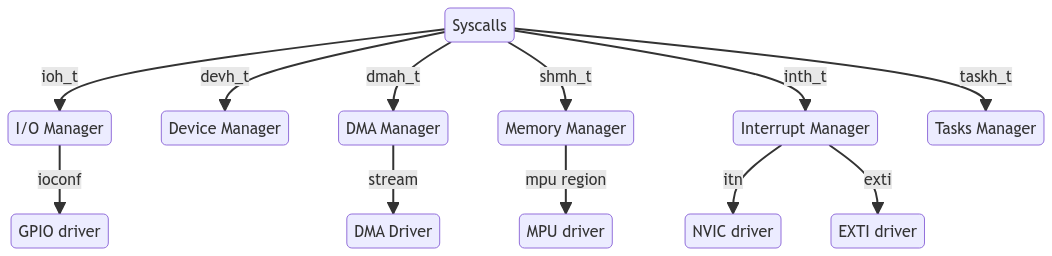 Syscalls
ioh_t
devh_t
dmah_t
shmh_t
inth_t
taskh_t
I/O Manager
Device Manager
DMA Manager
Memory Manager
Interrupt Manager
Tasks Manager
ioconf
stream
mpu region
itn
exti
GPIO driver
DMA Driver
MPU driver
NVIC driver
EXTI driver